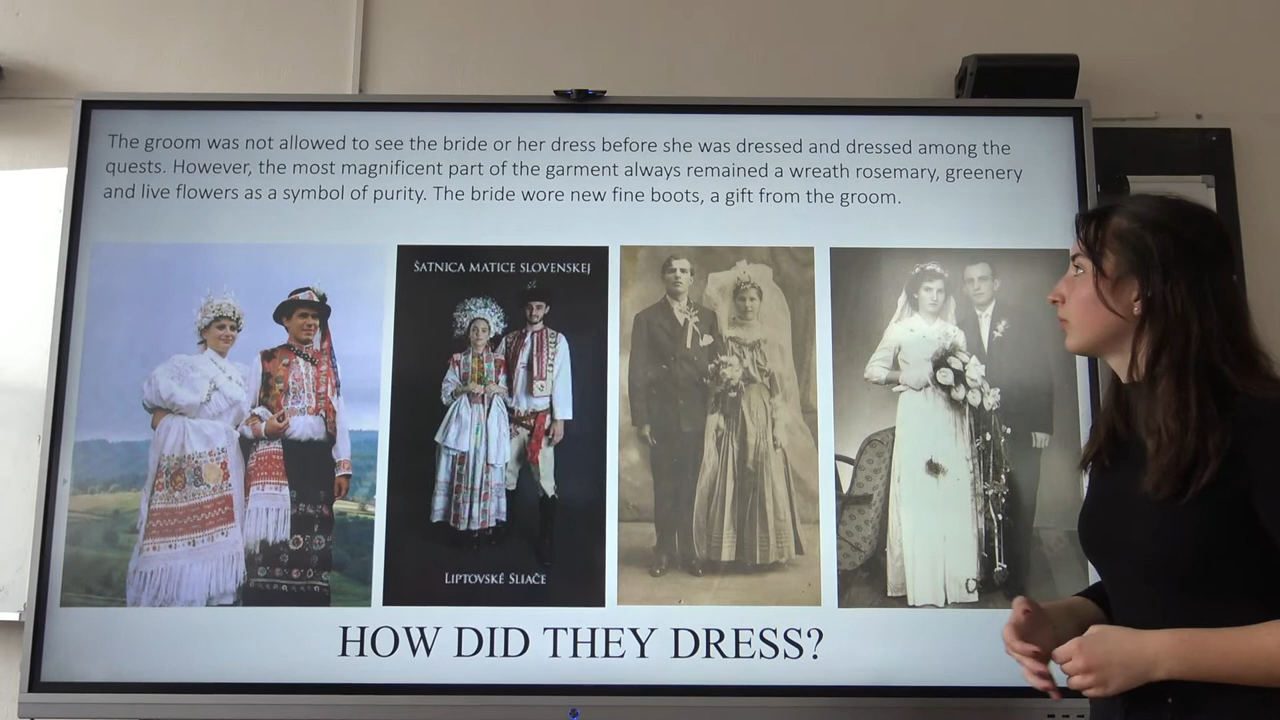 The groom was not allowed to see the bride or her dress before she was dressed and dressed among the
quests. However, the most magnificent part of the garment always remained a wreath rosemary, greenery
and live flowers as a symbol of purity. The bride wore new fine boots, a gift from the groom.
ŠATNICA MATICE SLOVENSKEJ
LIPTOVSKÉ SLIAČE
HOW DID THEY DRESS?